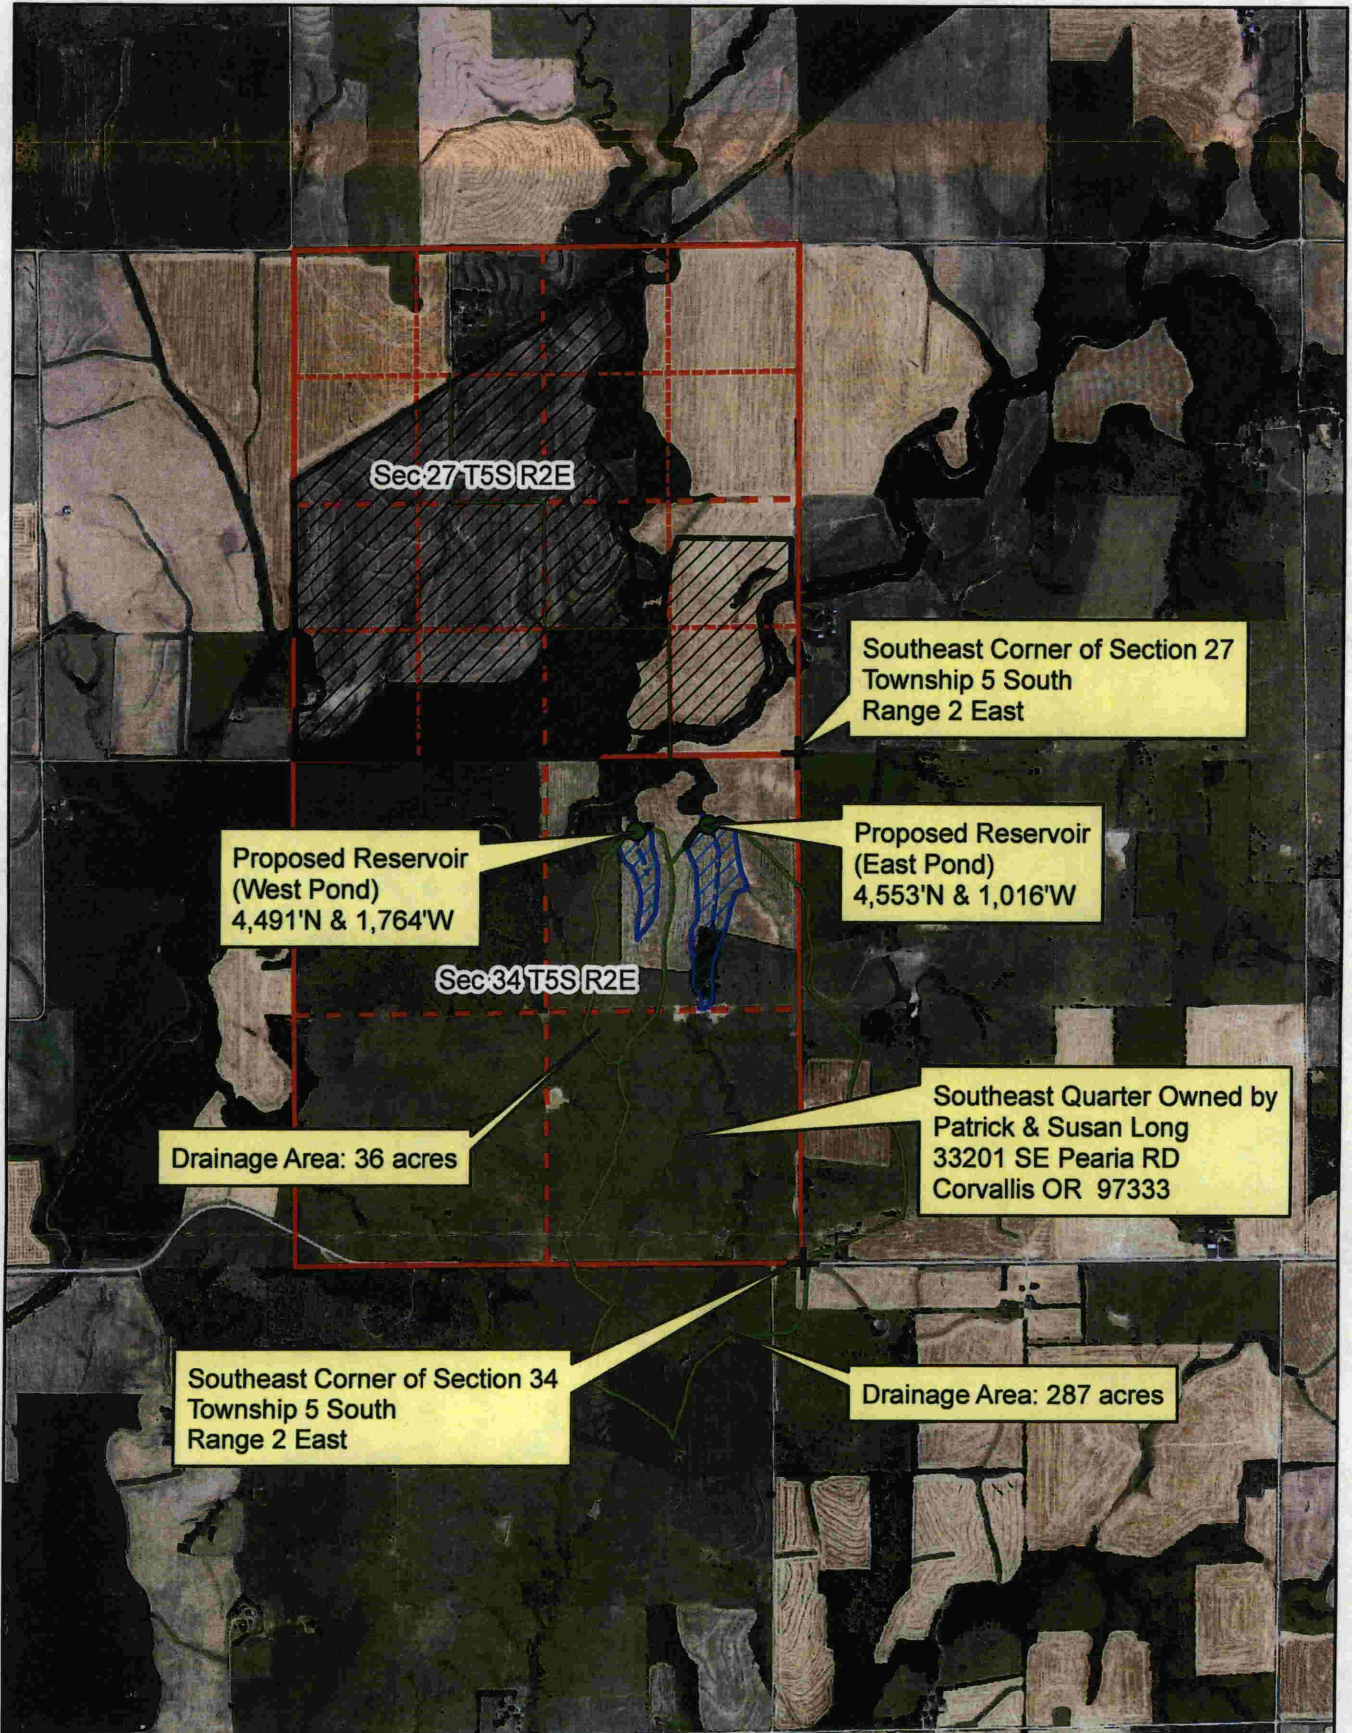 Sec 27 T5S R2E
Southeast Corner of Section 27
Township 5 South
Range 2 East
Proposed Reservoir
(West Pond)
4,491'N & 1,764'W
Proposed Reservoir
(East Pond)
4,553'N & 1,016'W
Sec 34 T5S R2E
Southeast Quarter Owned by
Patrick & Susan Long
33201 SE Pearia RD
Corvallis OR 97333
Drainage Area: 36 acres
Southeast Corner of Section 34
Township 5 South
Range 2 East
Drainage Area: 287 acres